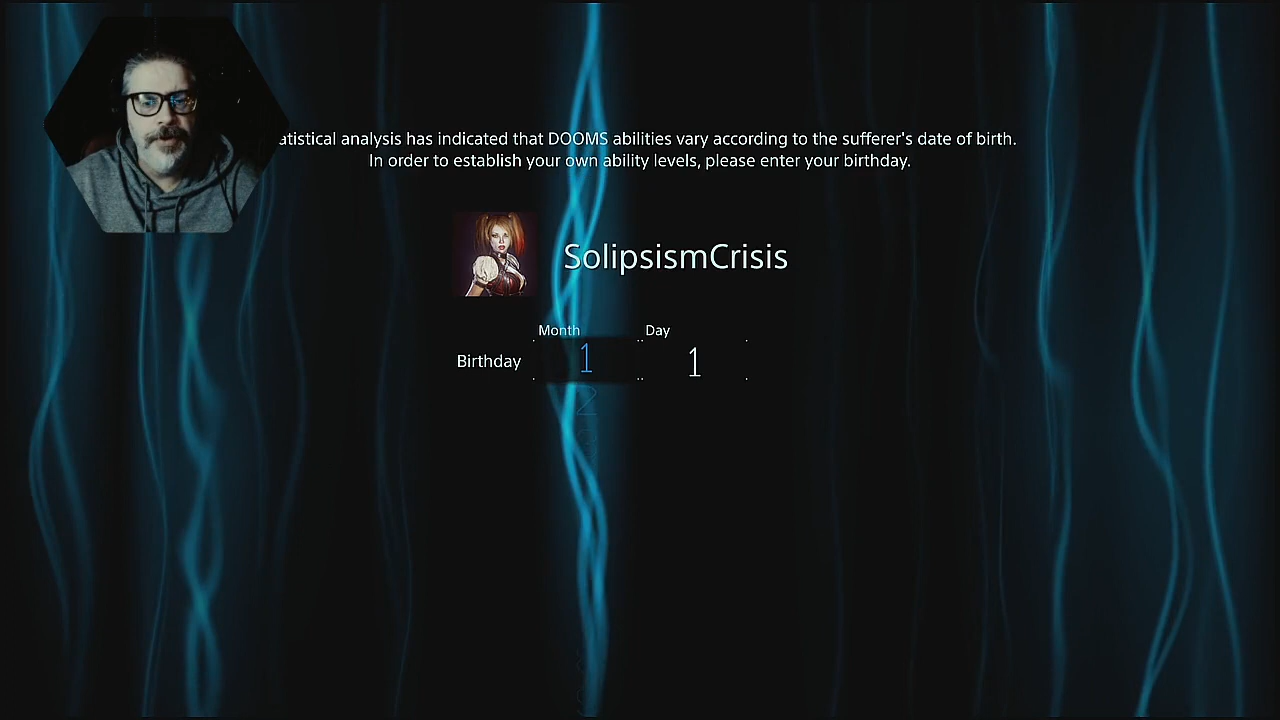 atistical analysis has indicated that DOOMS abilities vary according to the sufferer's date of birth.
In order to establish your own ability levels, please enter your birthday.
SolipsismCrisis
Month Day
Birthday 1 1
2